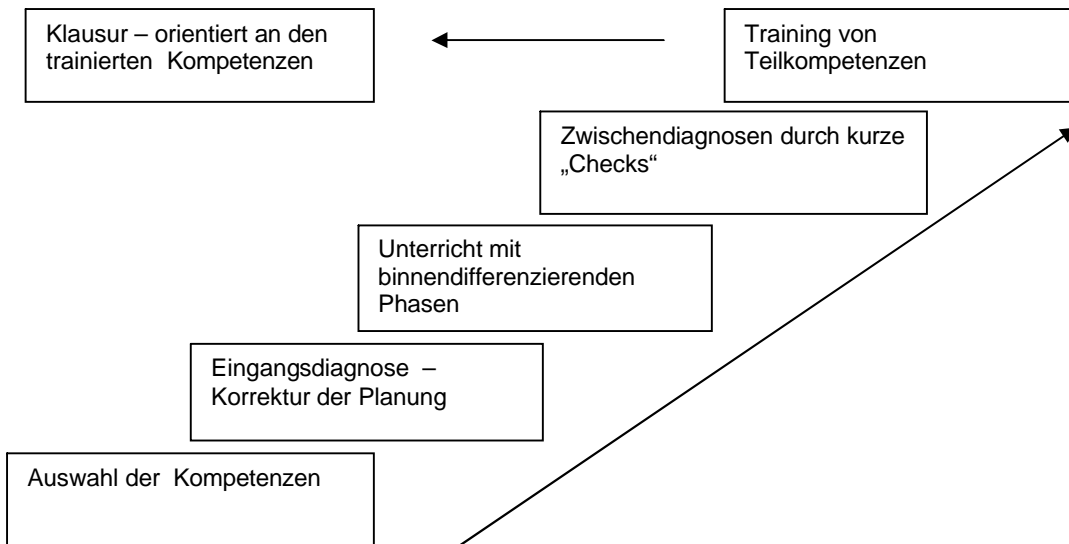 Klausur – orientiert an den
trainierten Kompetenzen
Training von
Teilkompetenzen
Zwischendiagnosen durch kurze
„Checks“
Unterricht mit
binnendifferenzierenden
Phasen
Eingangsdiagnose –
Korrektur der Planung
Auswahl der Kompetenzen